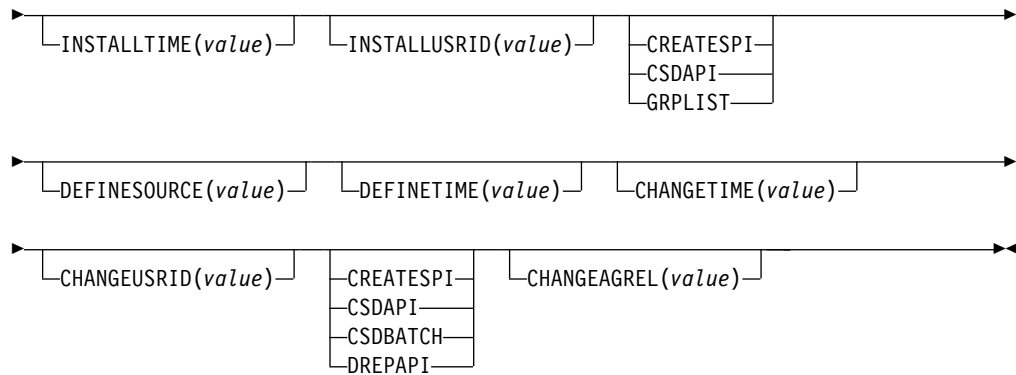 INSTALLTIME(value) INSTALLUSRID(value) CREATESPI
CSDAPI
GRPLIST
DEFINESOURCE(value) DEFINETIME(value) CHANGETIME(value)
CHANGEUSRID(value) CREATESPI CHANGEAGREL(value)
CSDAPI
CSDBATCH
DREPAPI